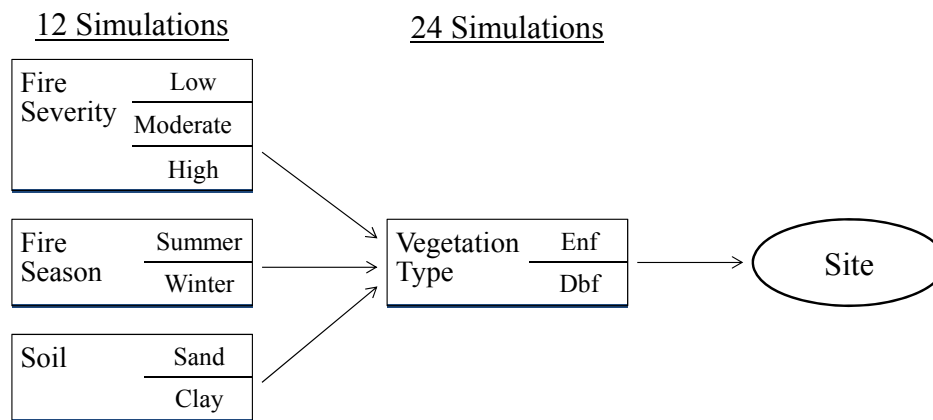 12 Simulations
24 Simulations
Fire
Severity
Low
Moderate
High
Fire
Season
Summer
Winter
Soil
Sand
Clay
Vegetation
Type
Enf
Dbf
Site